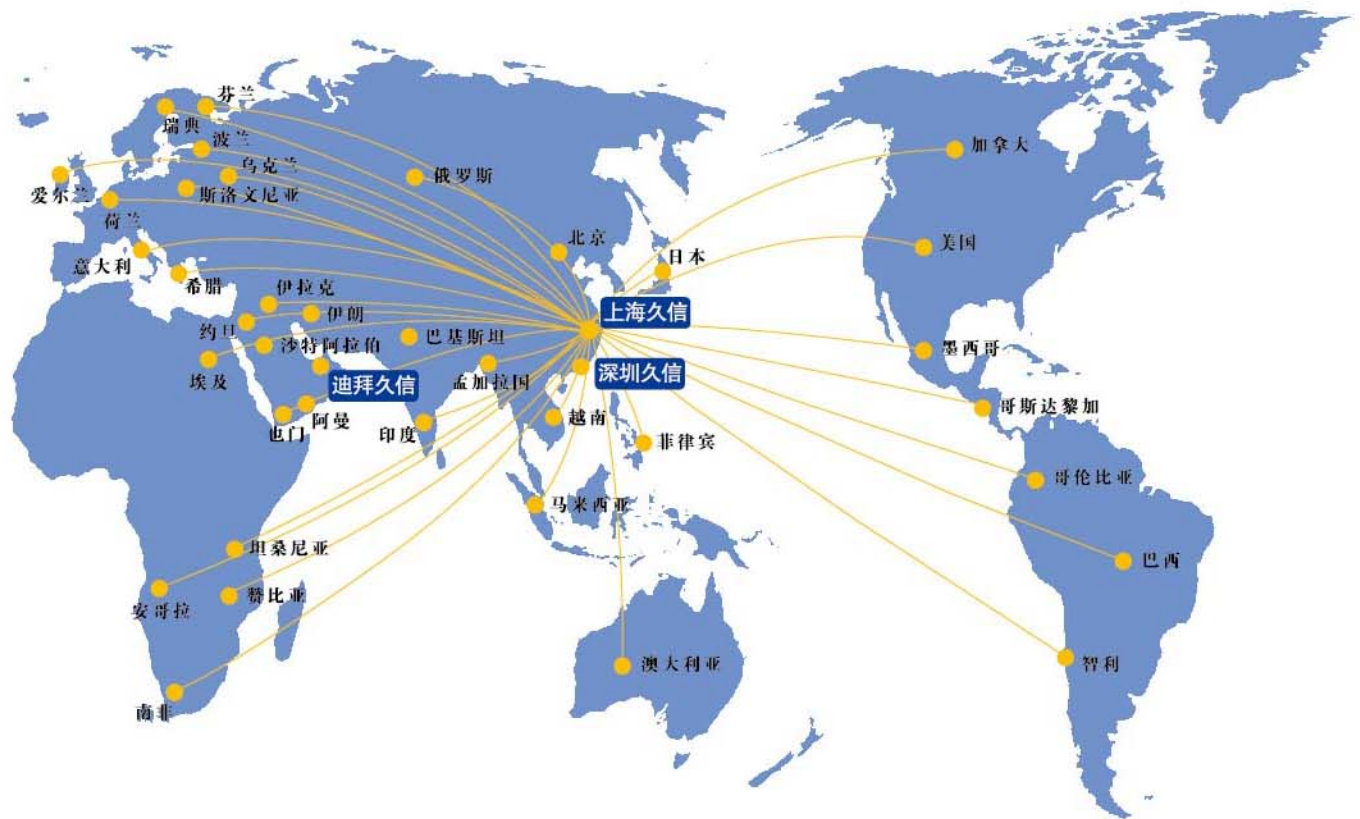 芬兰
瑞典
波兰
乌克兰
爱尔兰
斯洛文尼亚
俄罗斯
荷兰
意大利
希腊
北京
日本
加拿大
美国
伊拉克
伊朗
上海久信
约旦
沙特阿拉伯
巴基斯坦
埃及
迪拜久信
孟加拉国
深圳久信
墨西哥
哥斯达黎加
也门
阿曼
印度
越南
菲律宾
哥伦比亚
马来西亚
坦桑尼亚
巴西
安哥拉
赞比亚
澳大利亚
智利
南非